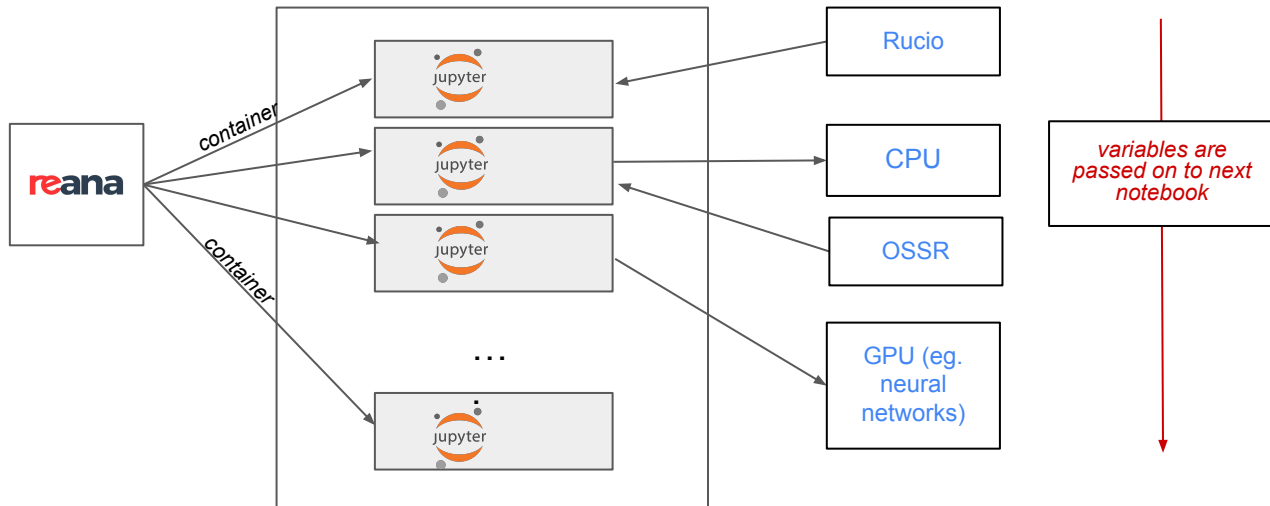 reana
container
container
Jupyter
Jupyter
Jupyter
...
.
Jupyter
Rucio
CPU
OSSR
GPU (eg.
neural
networks)
variables are
passed on to next
notebook